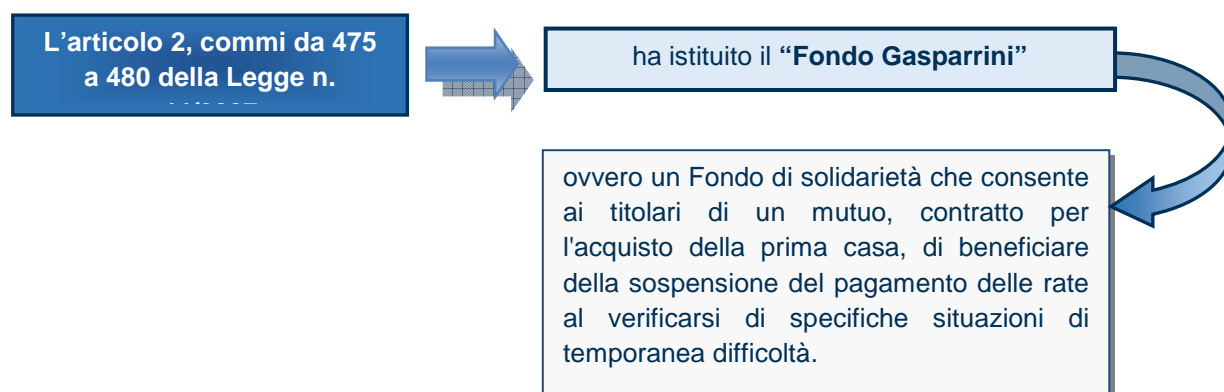 L’articolo 2, commi da 475
a 480 della Legge n.
ha istituito il “Fondo Gasparrini”
ovvero un Fondo di solidarietà che consente
ai titolari di un mutuo, contratto per
l'acquisto della prima casa, di beneficiare
della sospensione del pagamento delle rate
al verificarsi di specifiche situazioni di
temporanea difficoltà.